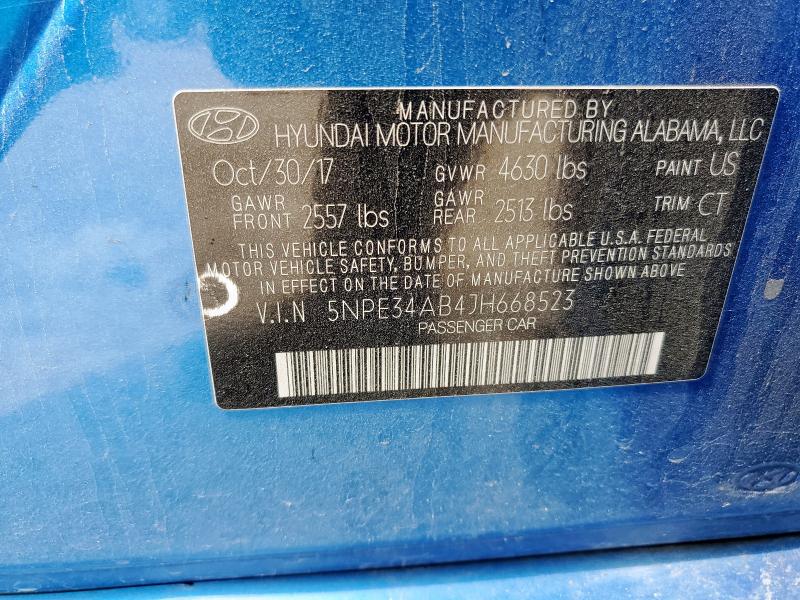 MANUFACTURED BY
HYUNDAI MOTOR MANUFACTURING ALABAMA, LLC
Oct/30/17 GVWR 4630 lbs PAINT US
GAWR FRONT 2557 lbs GAWR REAR 2513 lbs TRIM CT
THIS VEHICLE CONFORMS TO ALL APPLICABLE U.S.A. FEDERAL
MOTOR VEHICLE SAFETY, BUMPER, AND THEFT PREVENTION STANDARDS
IN EFFECT ON THE DATE OF MANUFACTURE SHOWN ABOVE
V.I.N 5NPE34AB4JH668523
PASSENGER CAR